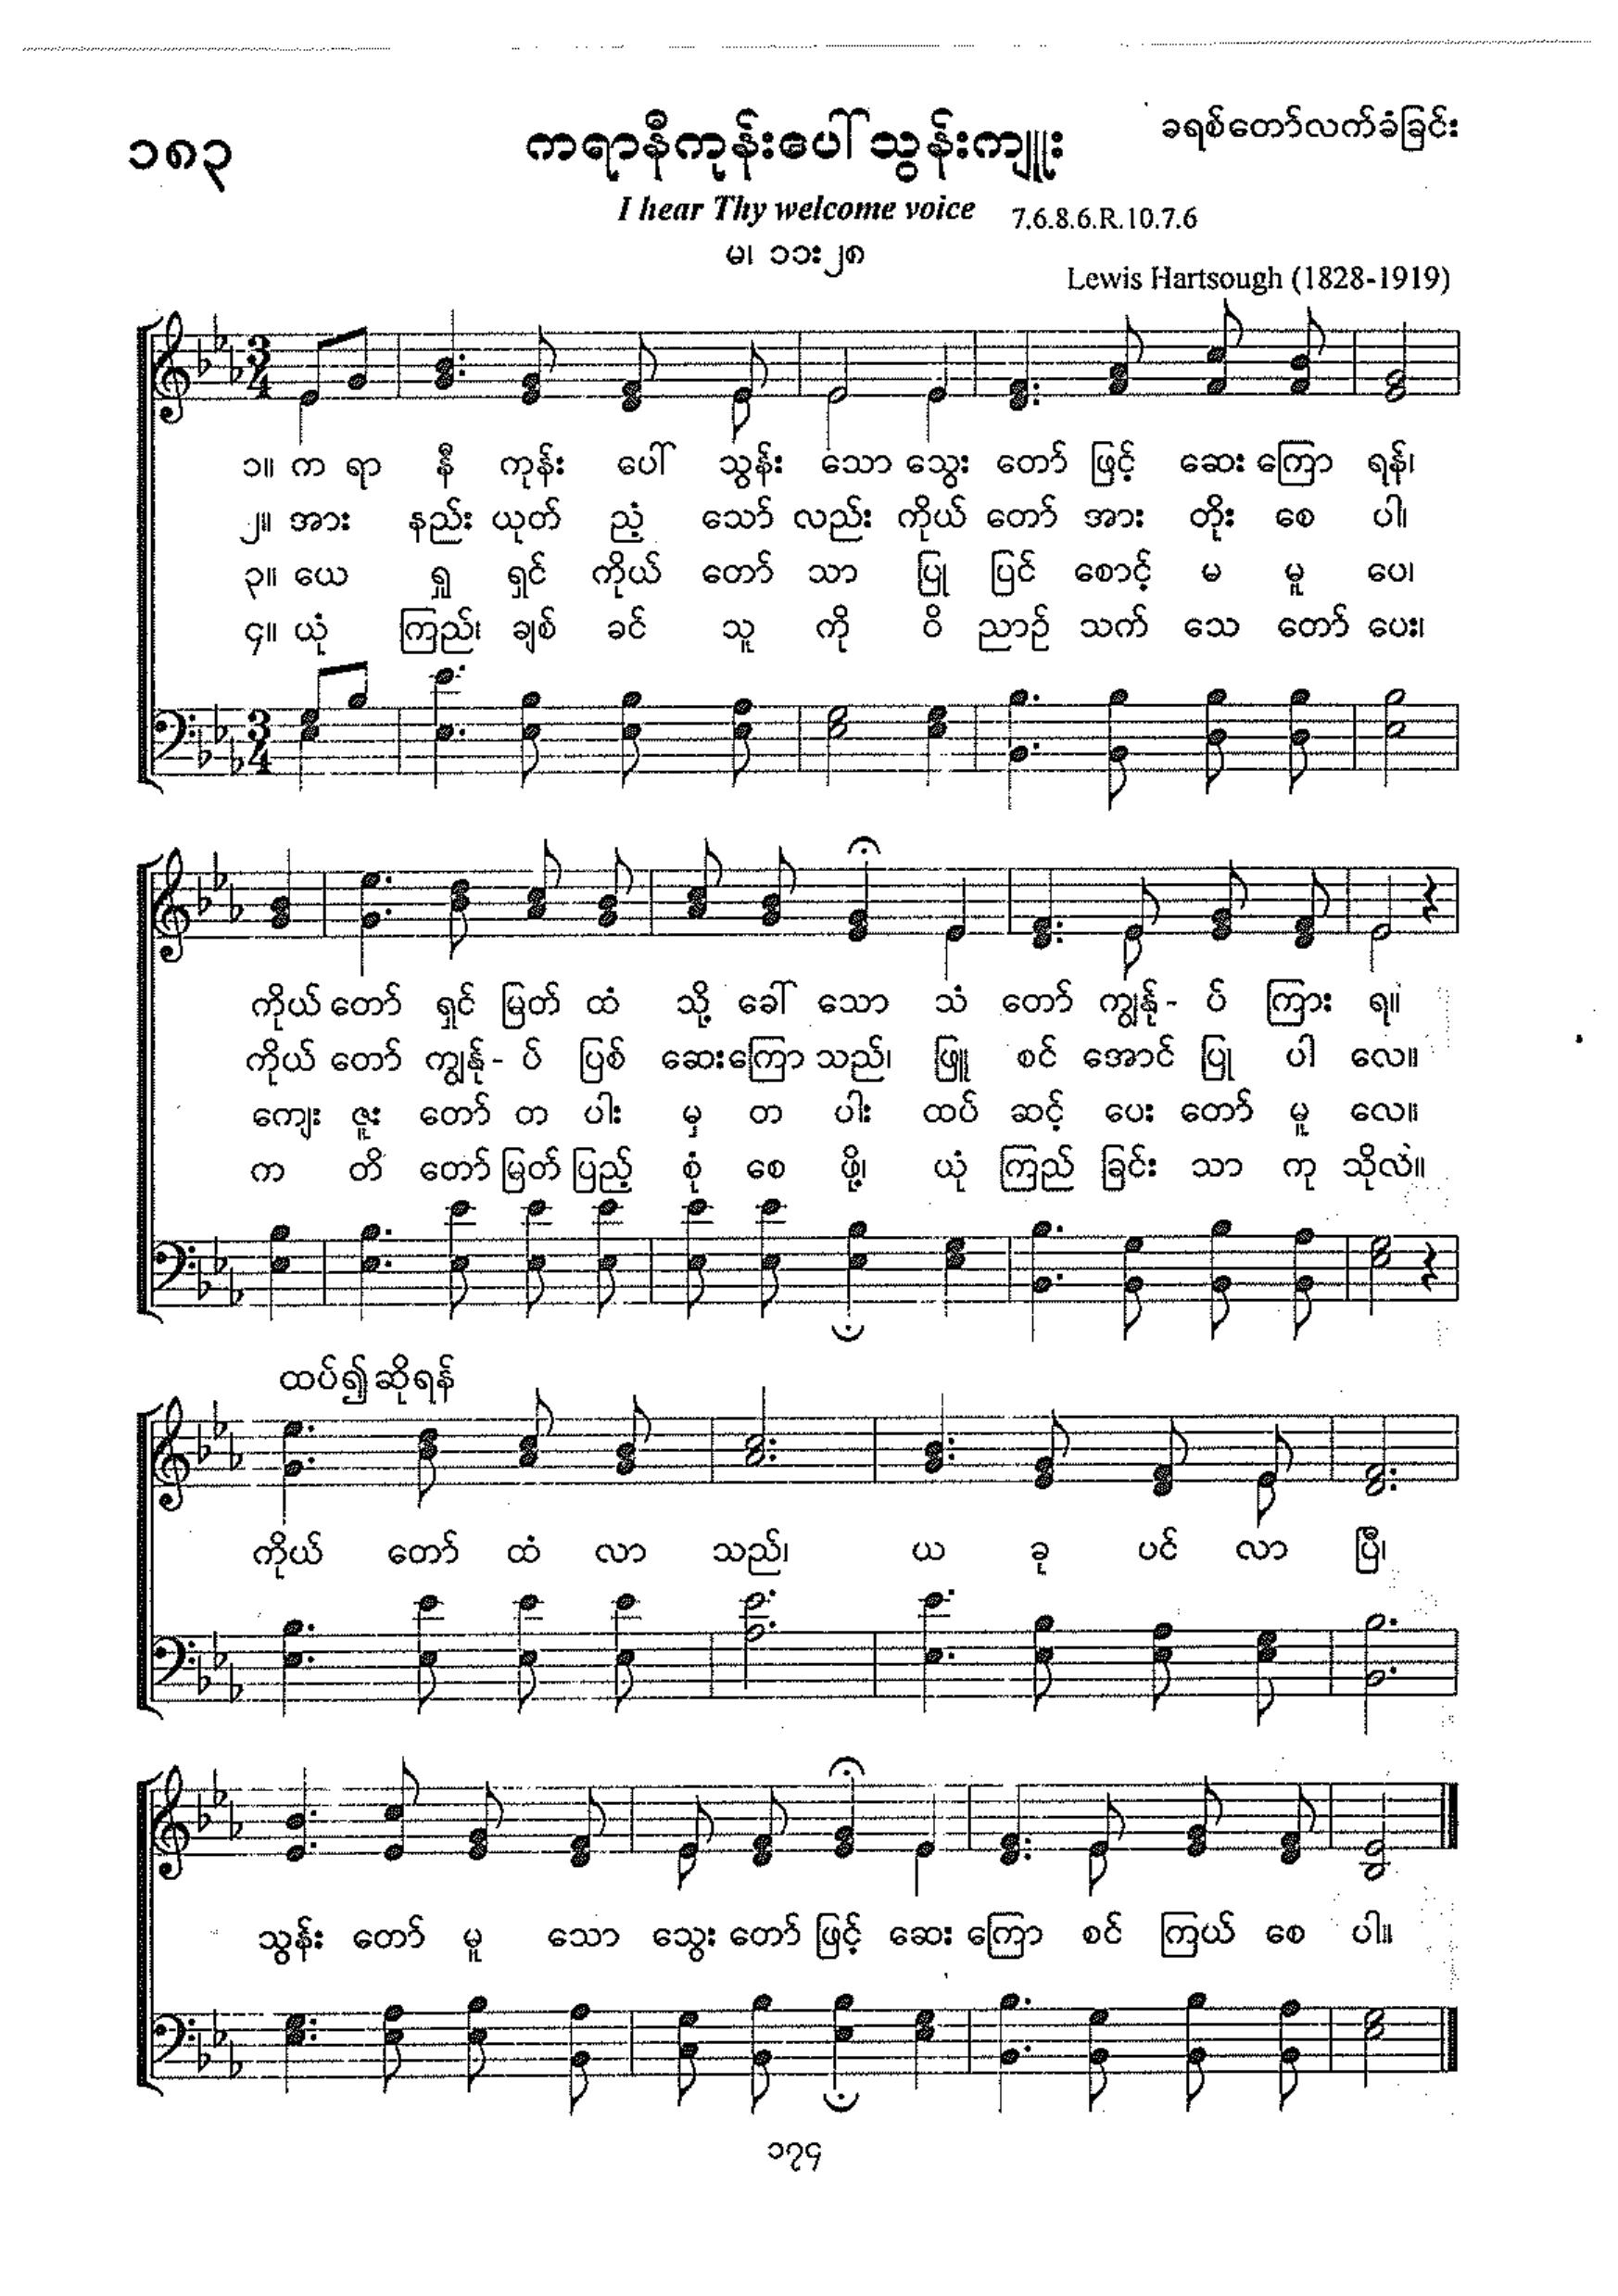 ၁၈၃
ကရာနီကုန်းပေါ်သွန်းကျူး
ခရစ်တော်လက်ခံခြင်း
I hear Thy welcome voice 7.6.8.6.R.10.7.6
မ၊ ၁၁း၂၈
Lewis Hartsough (1828-1919)
၁။ က ရာ နီ ကုန်း ပေါ် သွန်း သော သွေး တော် ဖြင့် ဆေး ကြော ရန်၊
၂။ အား နည်း ယုတ် ညံ့ သော် လည်း ကိုယ် တော် အား တိုး စေ ပါ၊
၃။ ယေ ရှု ရှင် ကိုယ် တော် သာ ပြု ပြင် စောင့် မ မူ ပေ၊
၄။ ယုံ ကြည်၊ ချစ် ခင် သူ ကို ဝိ ညာဉ် သက် သေ တော် ပေး၊
ကိုယ် တော် ရှင် မြတ် ထံ သို့ ခေါ် သော သံ တော် ကျွန်ု - ပ် ကြား ရ။
ကိုယ် တော် ကျွန်ု - ပ် ပြစ် ဆေး ကြော သည်၊ ဖြူ စင် အောင် ပြု ပါ လေ။
ကျေး ဇူး တော် တ ပါး မှ တ ပါး ထပ် ဆင့် ပေး တော် မူ လေ။
က တိ တော် မြတ် ပြည့် စုံ စေ ဖို့၊ ယုံ ကြည် ခြင်း သာ ကု သိုလ်။
ထပ်၍ဆိုရန်
ကိုယ် တော် ထံ လာ သည်၊ ယ ခု ပင် လာ ပြီ၊
သွန်း တော် မူ သော သွေး တော် ဖြင့် ဆေး ကြော စင် ကြယ် စေ ပါ။
၁၇၄